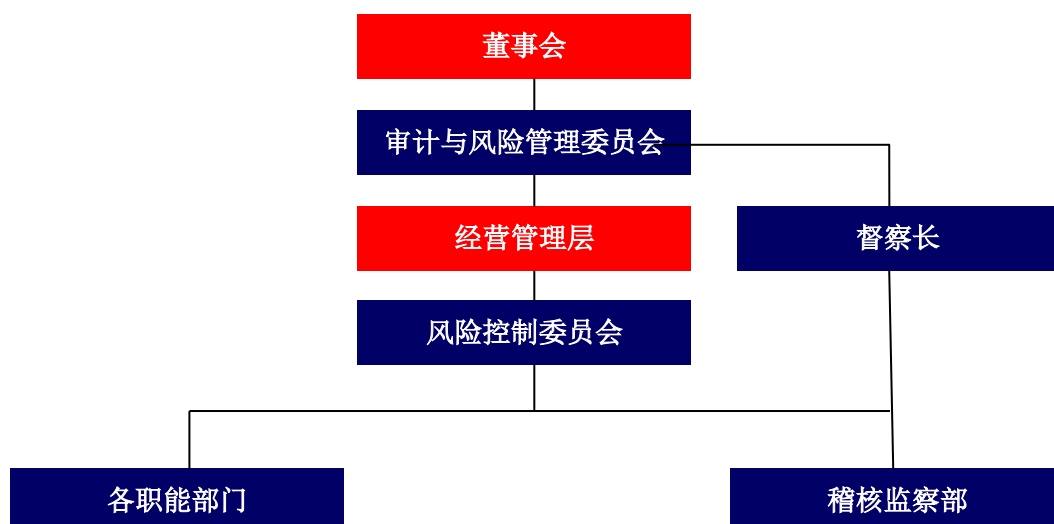 董事会
审计与风险管理委员会
经营管理层
督察长
风险控制委员会
各职能部门
稽核监察部